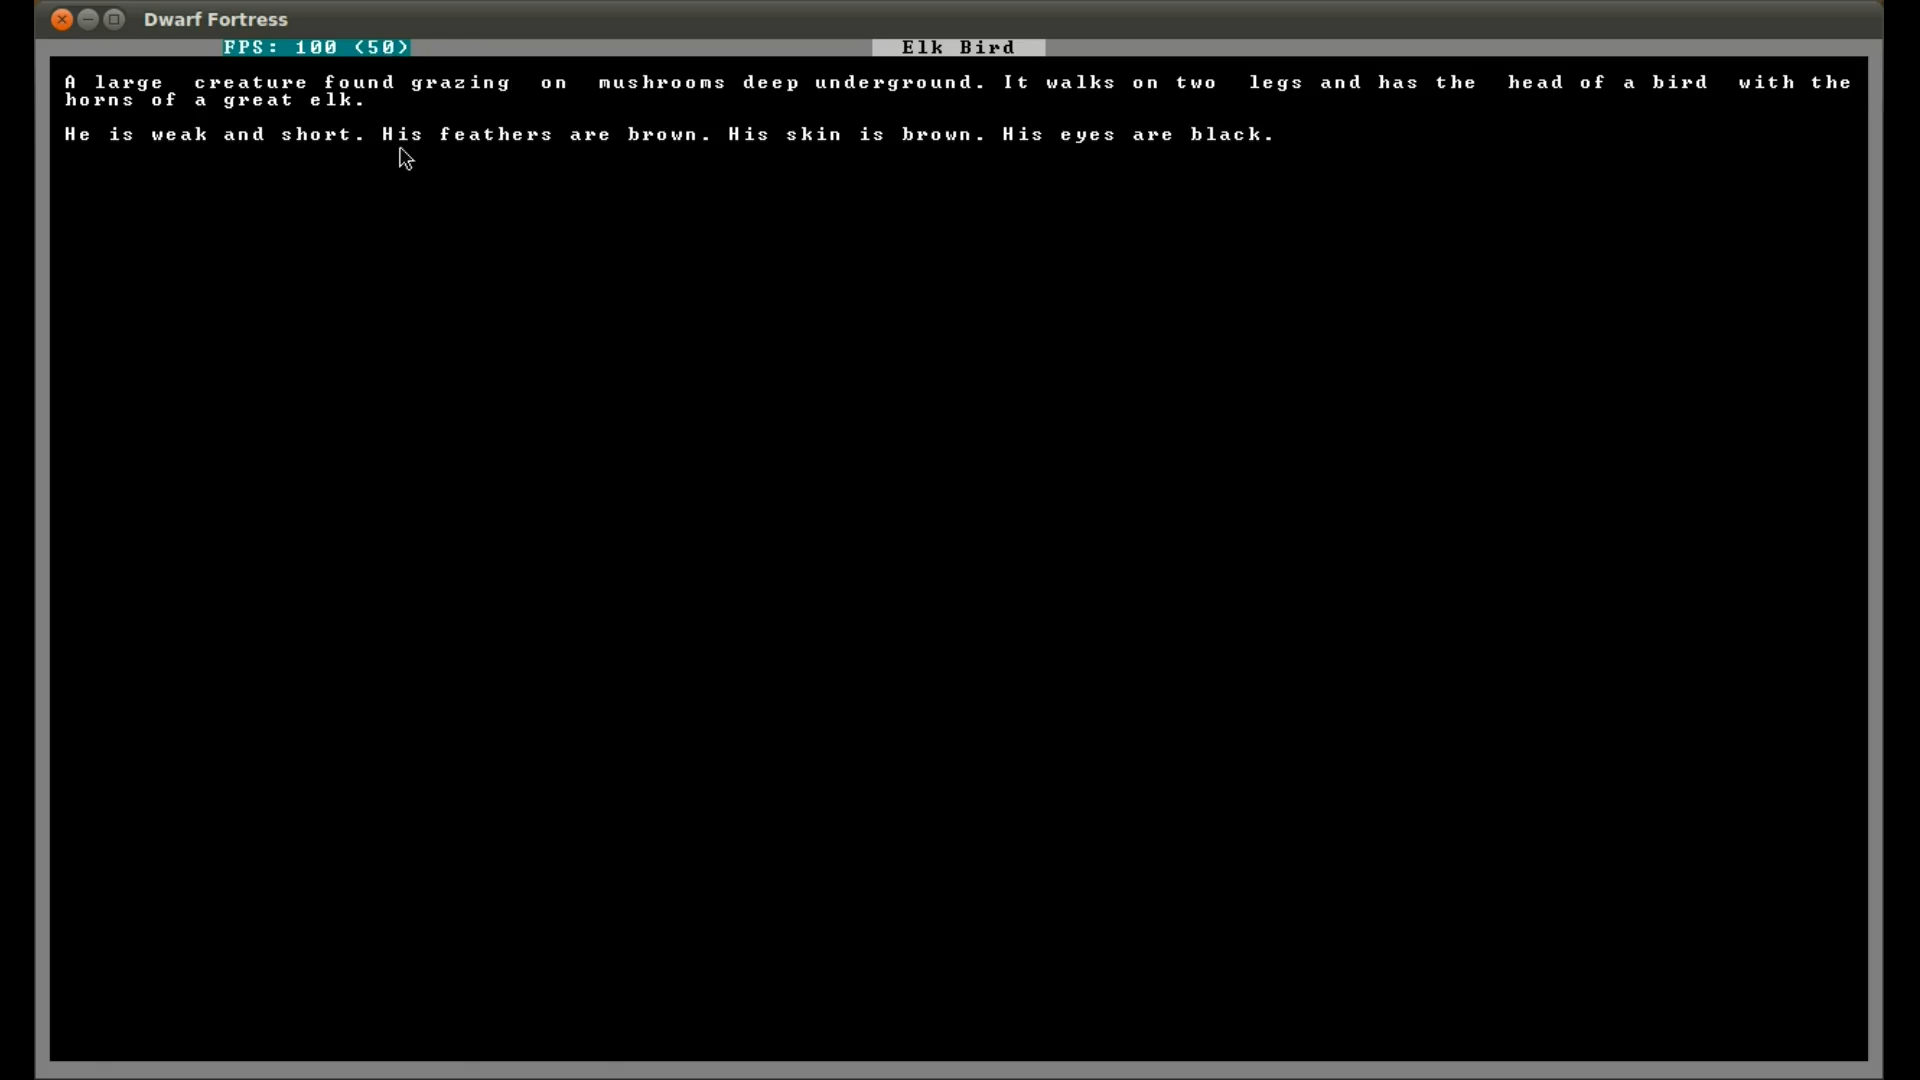 Dwarf Fortress
FPS: 100 (50) Elk Bird
A large creature found grazing on mushrooms deep underground. It walks on two legs and has the head of a bird with the
horns of a great elk.
He is weak and short. His feathers are brown. His skin is brown. His eyes are black.